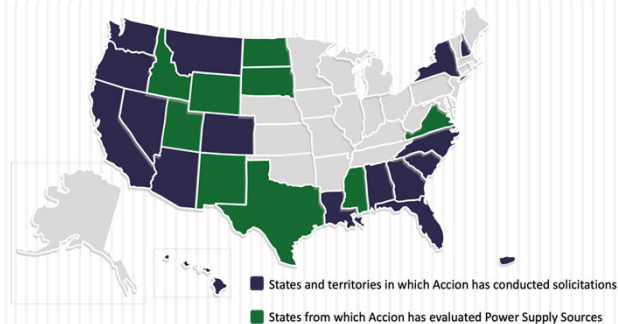 States and territories in which Accion has conducted solicitations
States from which Accion has evaluated Power Supply Sources